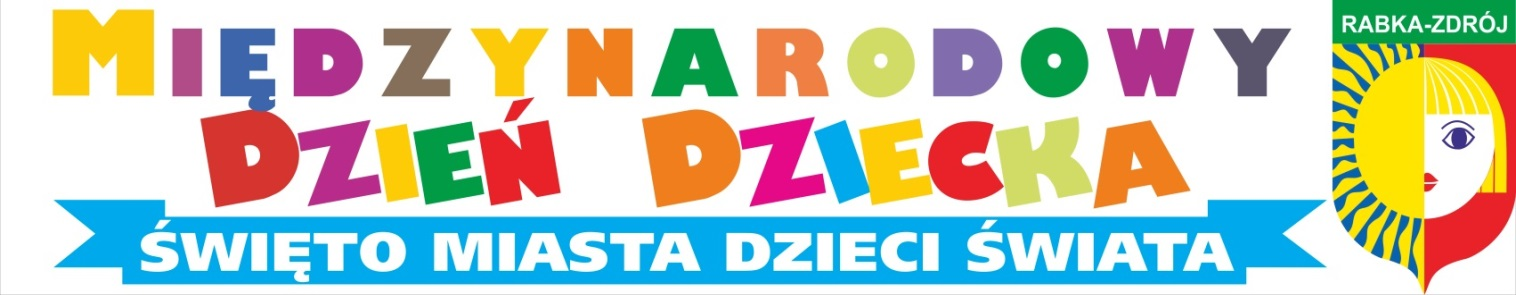 MIĘDZYNARODOWY
DZIEŃ DZIECKA
ŚWIĘTO MIASTA DZIECI ŚWIATA
RABKA-ZDRÓJ